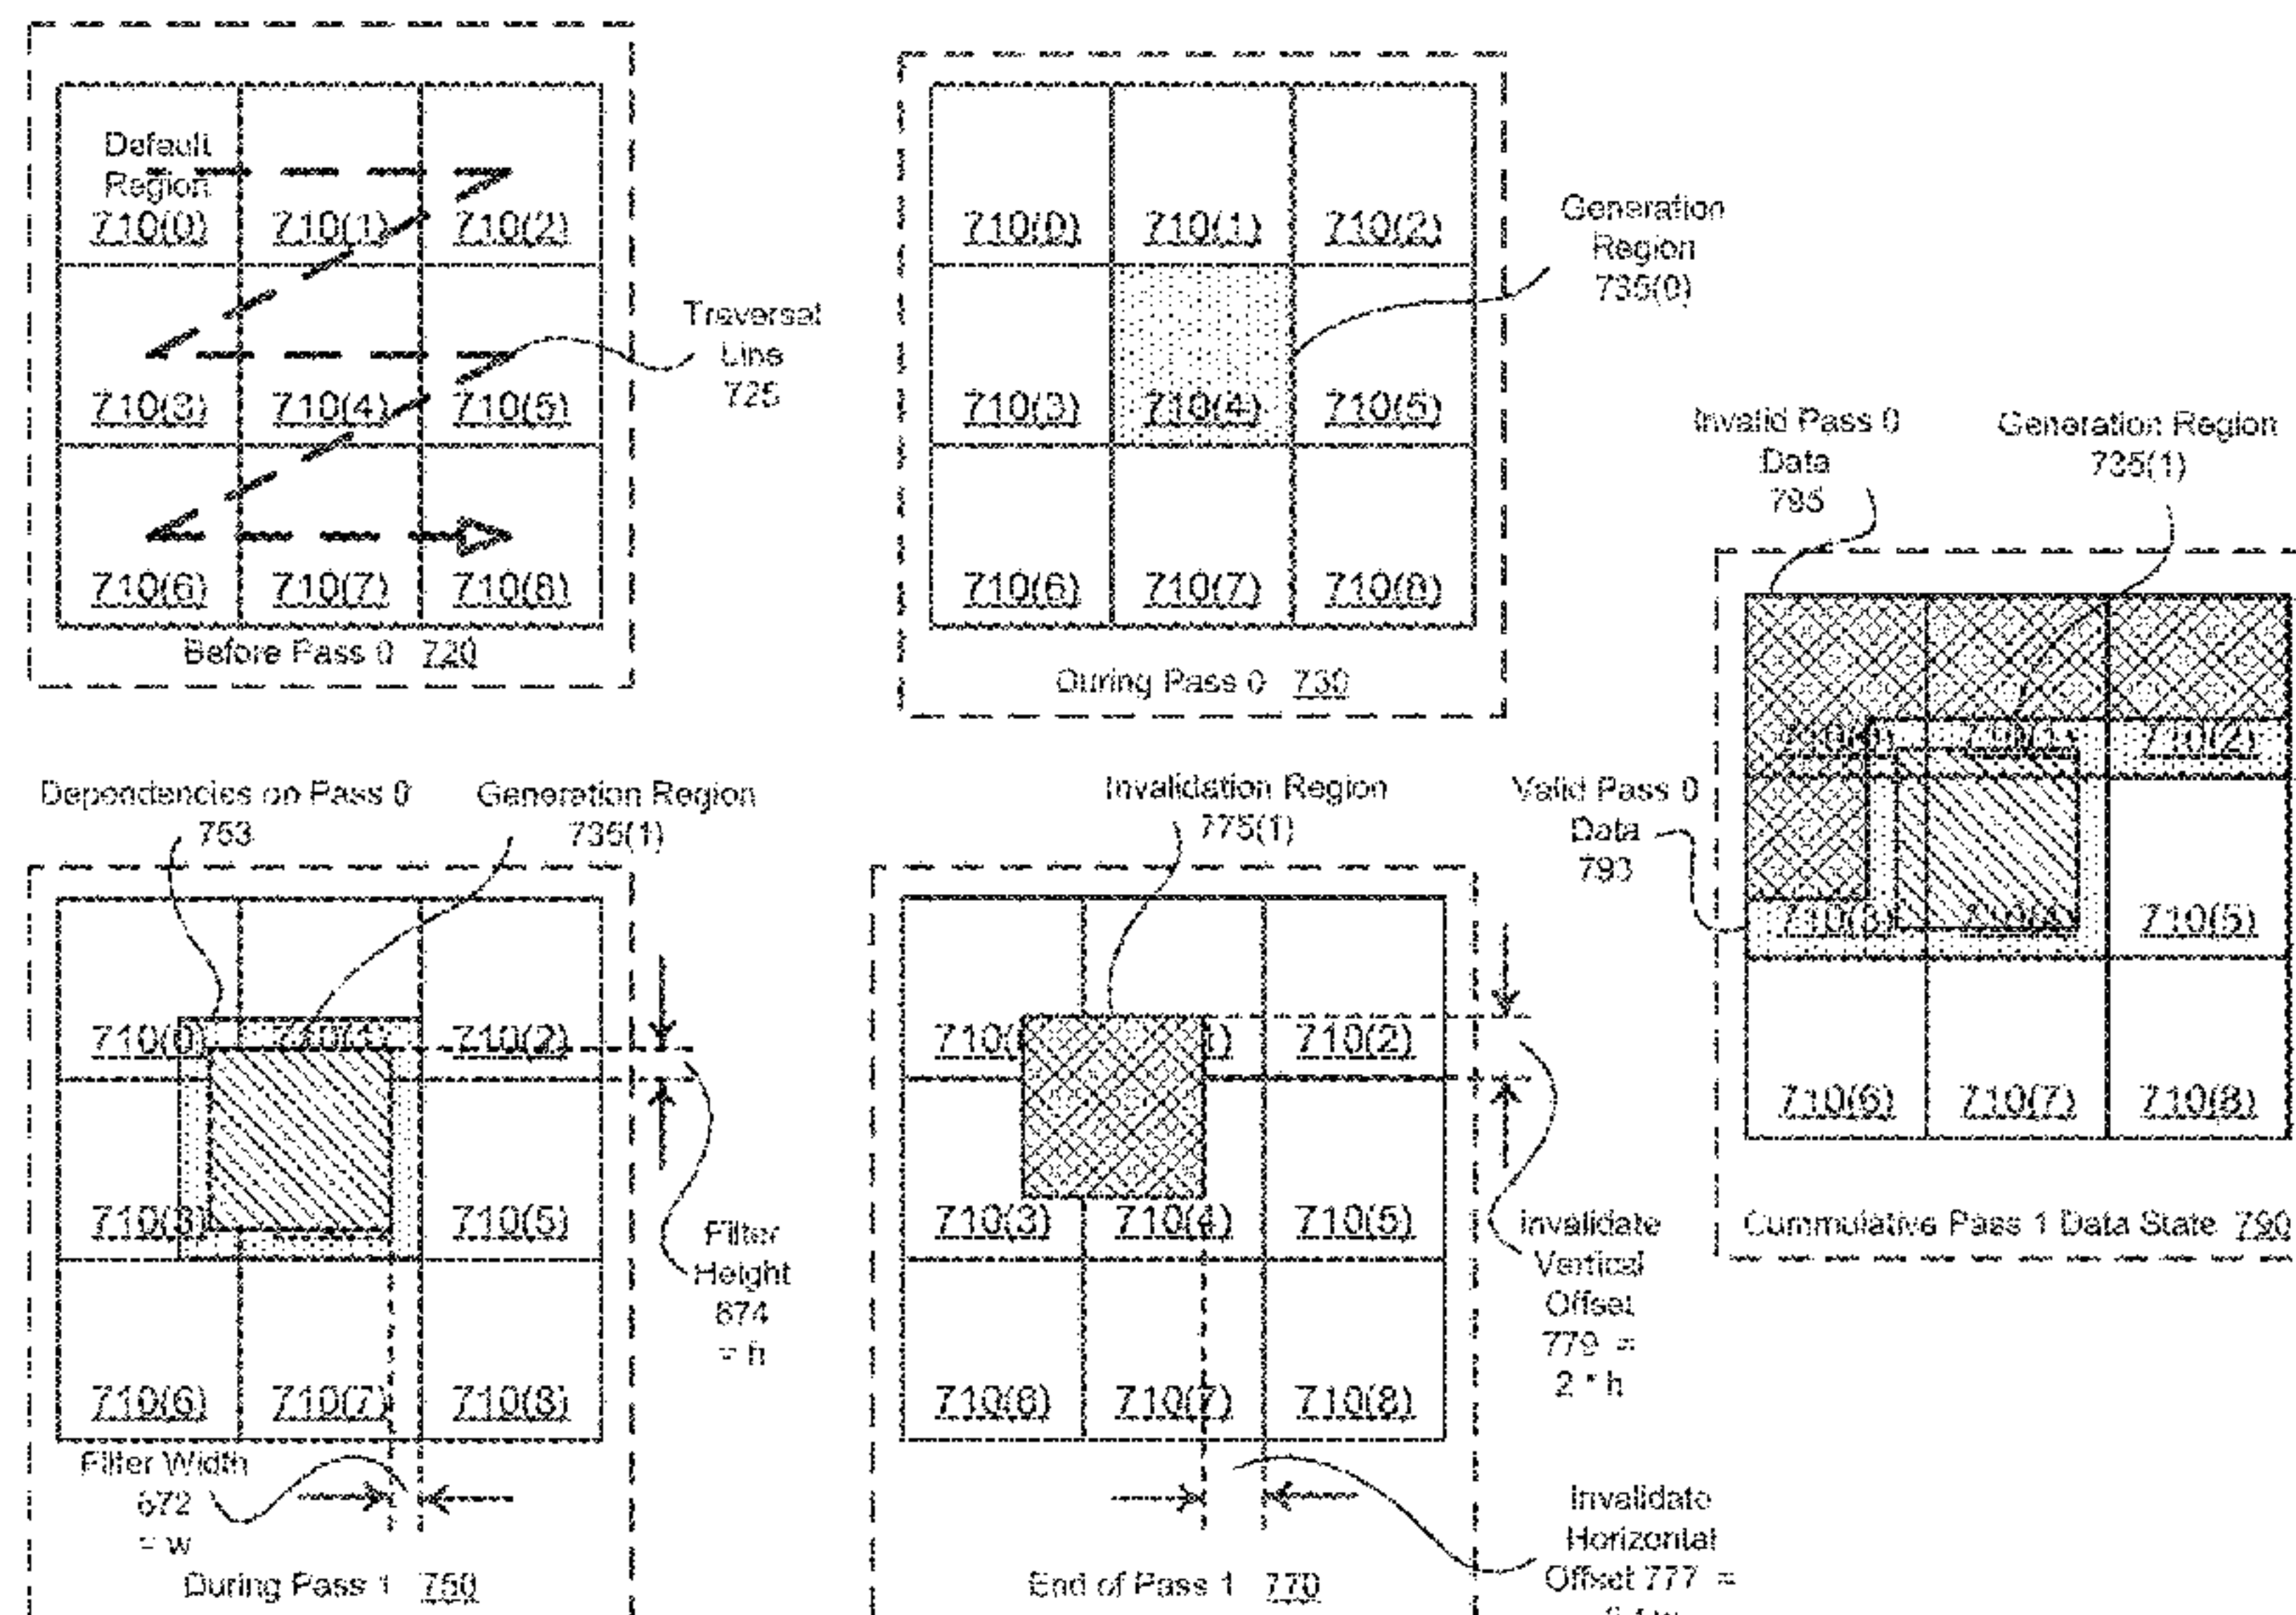 Default
Region
710(0) 710(1) 710(2)
710(3) 710(4) 710(5)
710(6) 710(7) 710(8)
Before Pass 0 720
Traversal
Line
725
710(0) 710(1) 710(2)
710(3) 710(4) 710(5)
710(6) 710(7) 710(8)
During Pass 0 730
Generation
Region
735(0)
Invalid Pass 0
Data
795
Generation Region
735(1)
710(2)
Valid Pass 0
Data
793
710(5)
710(6) 710(7) 710(8)
Cummulative Pass 1 Data State 790
Dependencies on Pass 0
753
Generation Region
735(1)
710(0) 710(2)
710(3) 710(5)
710(6) 710(7) 710(8)
Filter
Height
674
= h
Filter Width
672
= w
During Pass 1 750
Invalidation Region
775(1)
710( 1) 710(2)
710(3) 710(4) 710(5)
710(6) 710(7) 710(8)
Invalidate
Vertical
Offset
779 =
2 * h
End of Pass 1 770
Invalidate
Horizontal
Offset 777 =